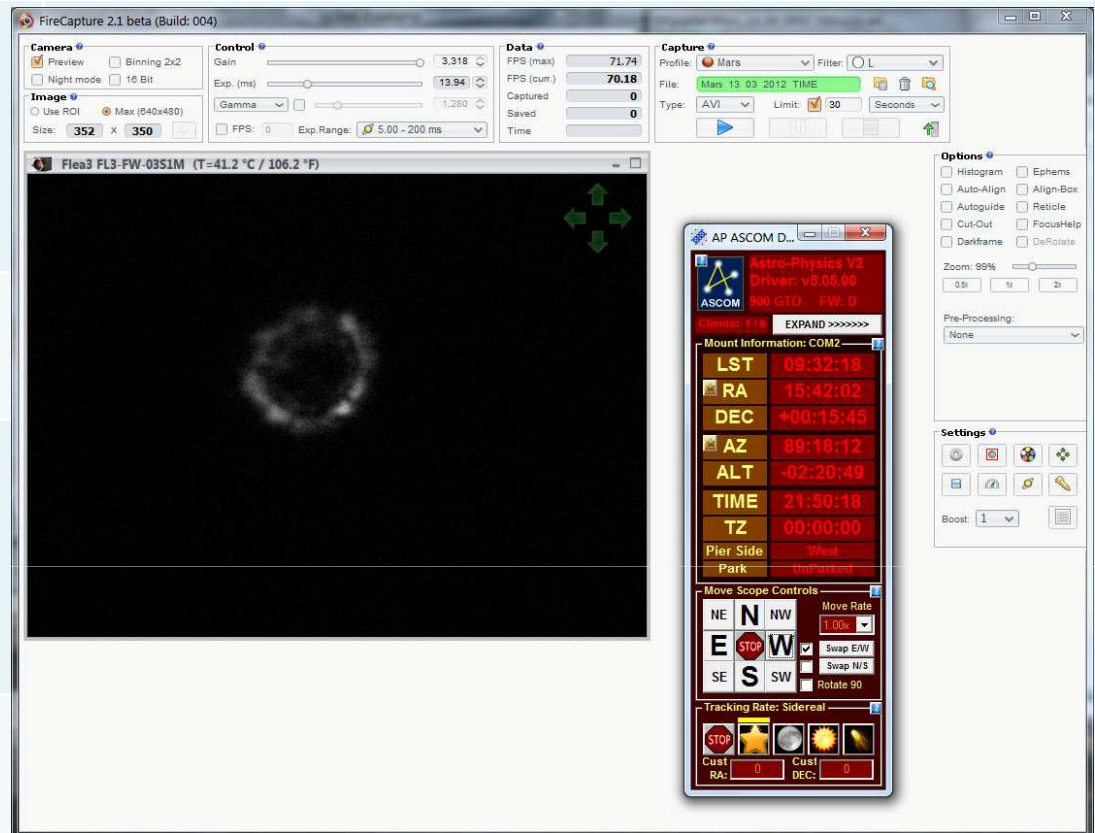 FireCapture 2.1 beta (Build: 004)
Camera
Preview
Binning 2x2
Night mode
16 Bit
Image
Use ROI
Max (640x480)
Size: 352 X 350
Control
Gain 3,318
Exp. (ms) 13.94
Gamma 1,280
FPS: 0 Exp.Range: 5.00 - 200 ms
Data
FPS (max) 71.74
FPS (curr.) 70.18
Captured 0
Saved 0
Time
Capture
Profile: Mars Filter: L
File: Mars 13 03 2012 TIME
Type: AVI Limit: 30 Seconds
Flea3 FL3-FW-03S1M (T=41.2 °C / 106.2 °F)
AP ASCOM D...
ASCOM
Astro-Physics V2
Driver: v5.05.00
900 GTO FW: D
Clients: 1 / 0 EXPAND >>>>>>>
Mount Information: COM2
LST 09:32:18
RA 15:42:02
DEC +00:15:45
AZ 89:18:12
ALT -02:20:49
TIME 21:50:18
TZ 00:00:00
Pier Side West
Park UnParked
Move Scope Controls
NE N NW
E STOP W
SE S SW
Move Rate
1.00x
Swap E/W
Swap N/S
Rotate 90
Tracking Rate: Sidereal
STOP
Cust RA: 0
Cust DEC: 0
Options
Histogram
Ephems
Auto-Align
Align-Box
Autoguide
Reticle
Cut-Out
FocusHelp
Darkframe
DeRotate
Zoom: 99%
0.5x 1x 2x
Pre-Processing:
None
Settings
Boost: 1